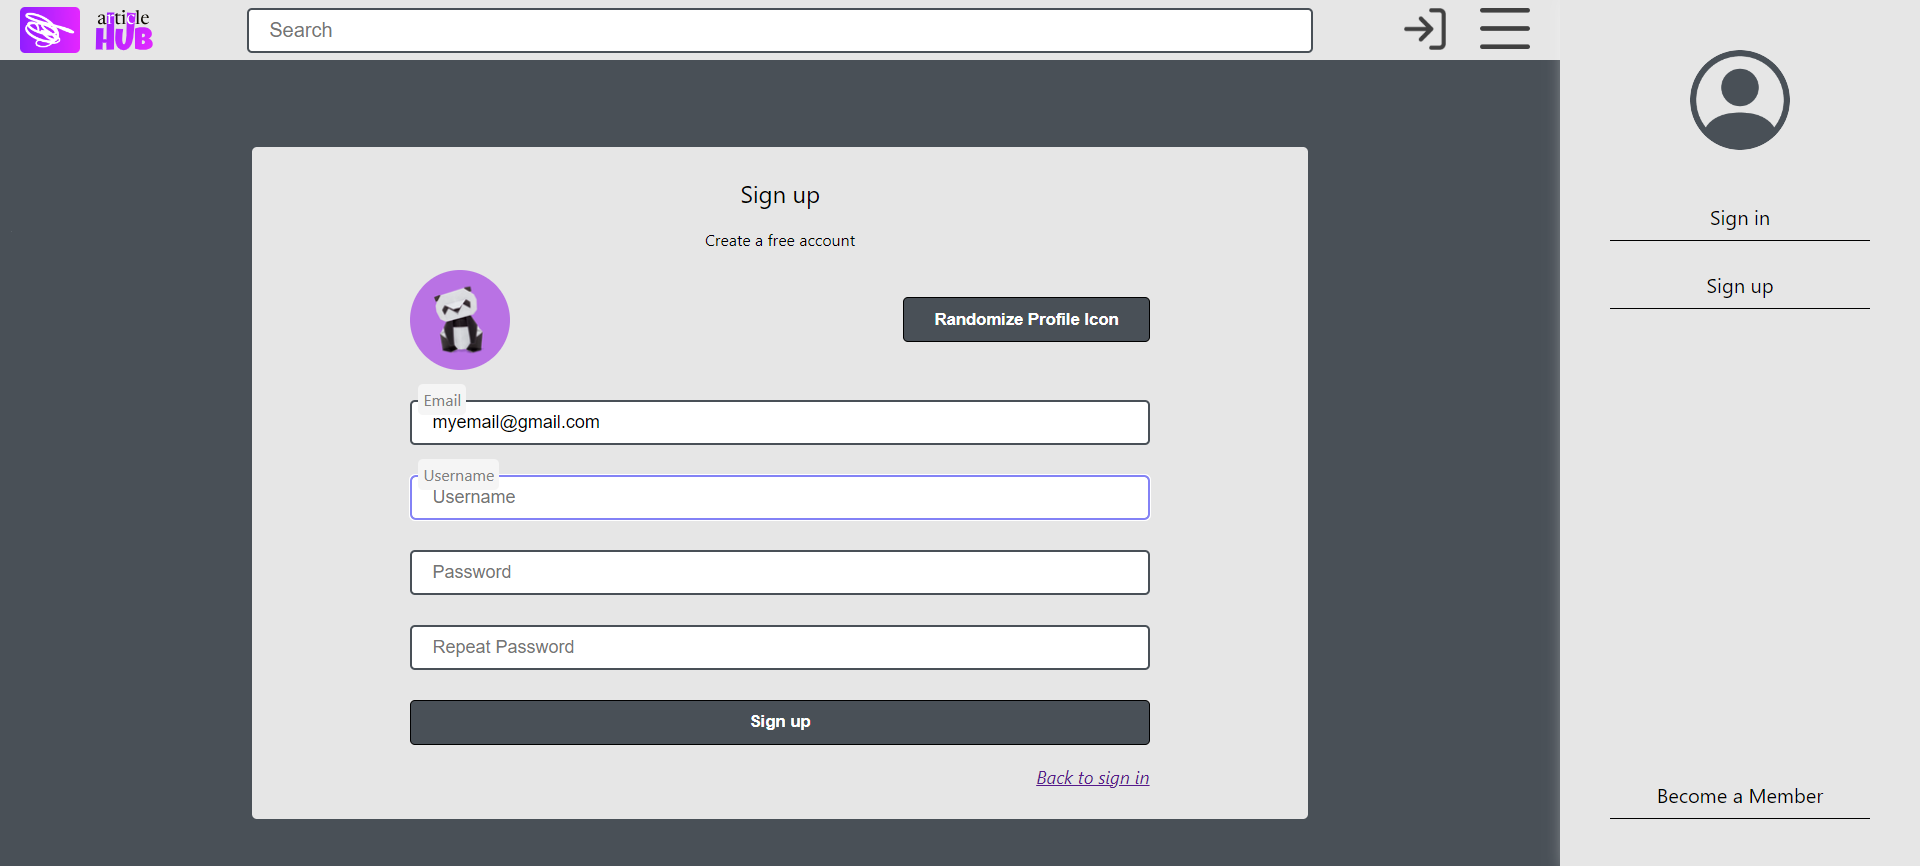 article
HUB
Search
Sign up
Create a free account
Randomize Profile Icon
Email
myemail@gmail.com
Username
Username
Password
Repeat Password
Sign up
Back to sign in
Sign in
Sign up
Become a Member